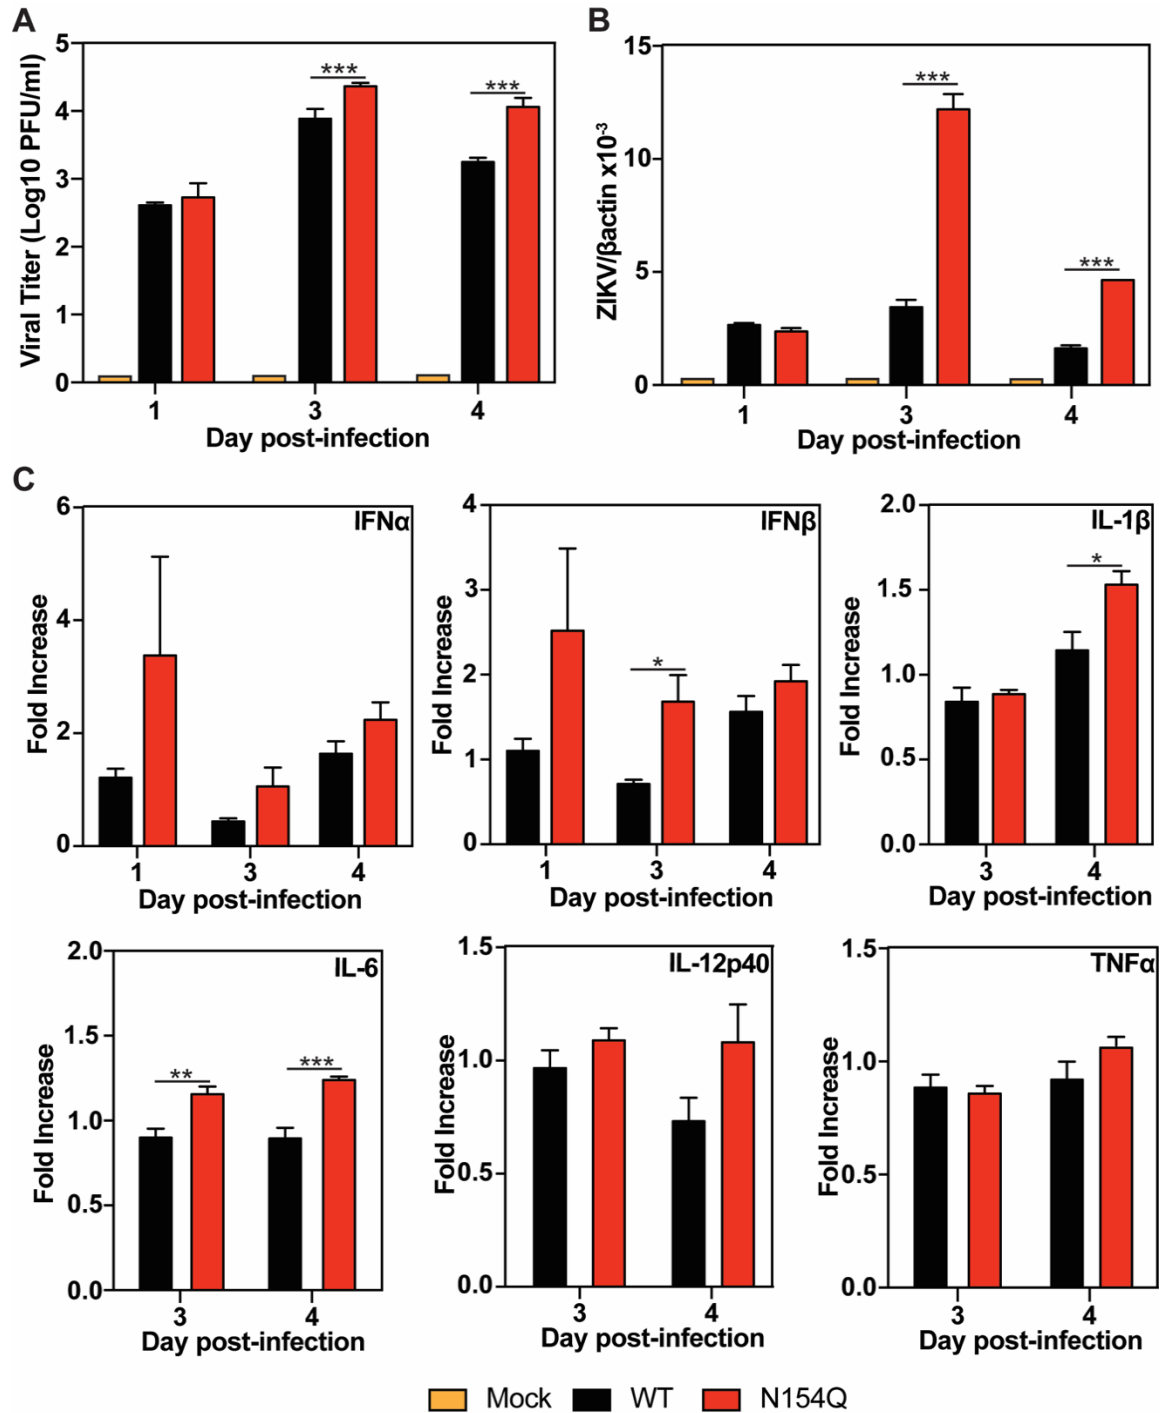 A
Viral Titer (Log10 PFU/ml)
5
4
3
2
1
0
***
***
1 3 4
Day post-infection
B
ZIKV/βactin x10-3
15
10
5
0
***
***
1 3 4
Day post-infection
C
IFNα
Fold Increase
6
4
2
0
1 3 4
Day post-infection
IFNβ
Fold Increase
4
3
2
1
0
*
1 3 4
Day post-infection
IL-1β
Fold Increase
2.0
1.5
1.0
0.5
0.0
*
3 4
Day post-infection
IL-6
Fold Increase
2.0
1.5
1.0
0.5
0.0
**
***
3 4
Day post-infection
IL-12p40
Fold Increase
1.5
1.0
0.5
0.0
3 4
Day post-infection
TNFα
Fold Increase
1.5
1.0
0.5
0.0
3 4
Day post-infection
Mock WT N154Q